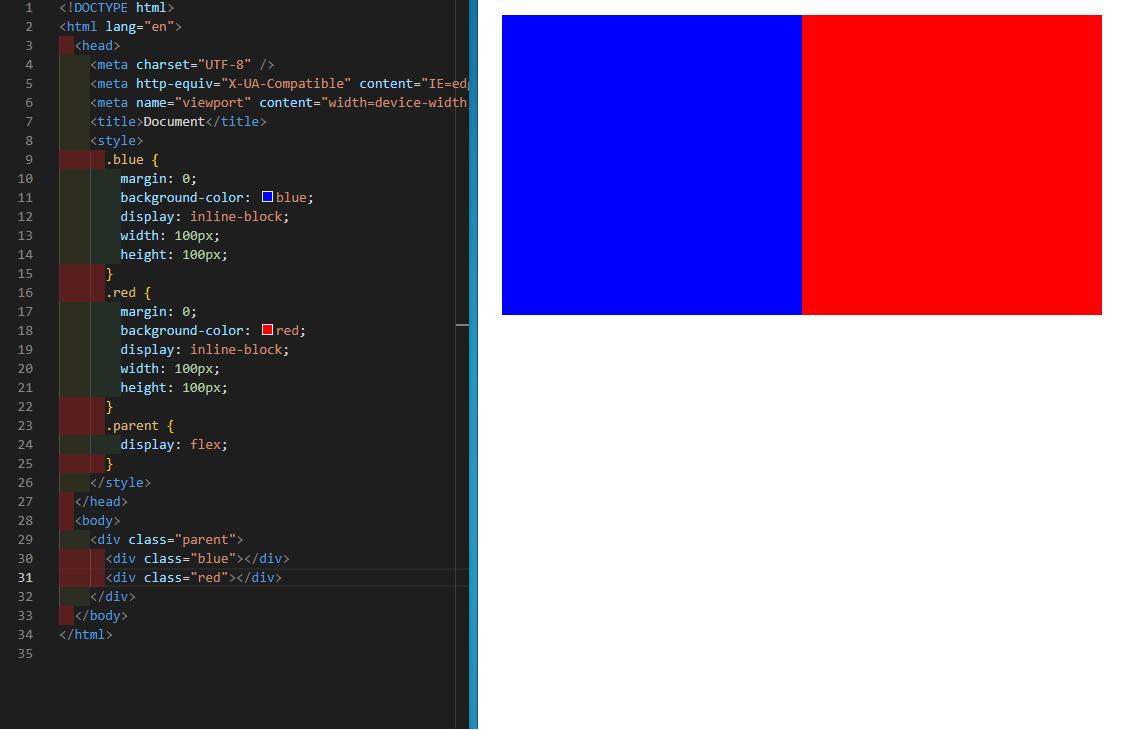 1 <!DOCTYPE html>
2 <html lang="en">
3 <head>
4 <meta charset="UTF-8" />
5 <meta http-equiv="X-UA-Compatible" content="IE=edg
6 <meta name="viewport" content="width=device-width
7 <title>Document</title>
8 <style>
9 .blue {
10 margin: 0;
11 background-color: blue;
12 display: inline-block;
13 width: 100px;
14 height: 100px;
15 }
16 .red {
17 margin: 0;
18 background-color: red;
19 display: inline-block;
20 width: 100px;
21 height: 100px;
22 }
23 .parent {
24 display: flex;
25 }
26 </style>
27 </head>
28 <body>
29 <div class="parent">
30 <div class="blue"></div>
31 <div class="red"></div>
32 </div>
33 </body>
34 </html>
35